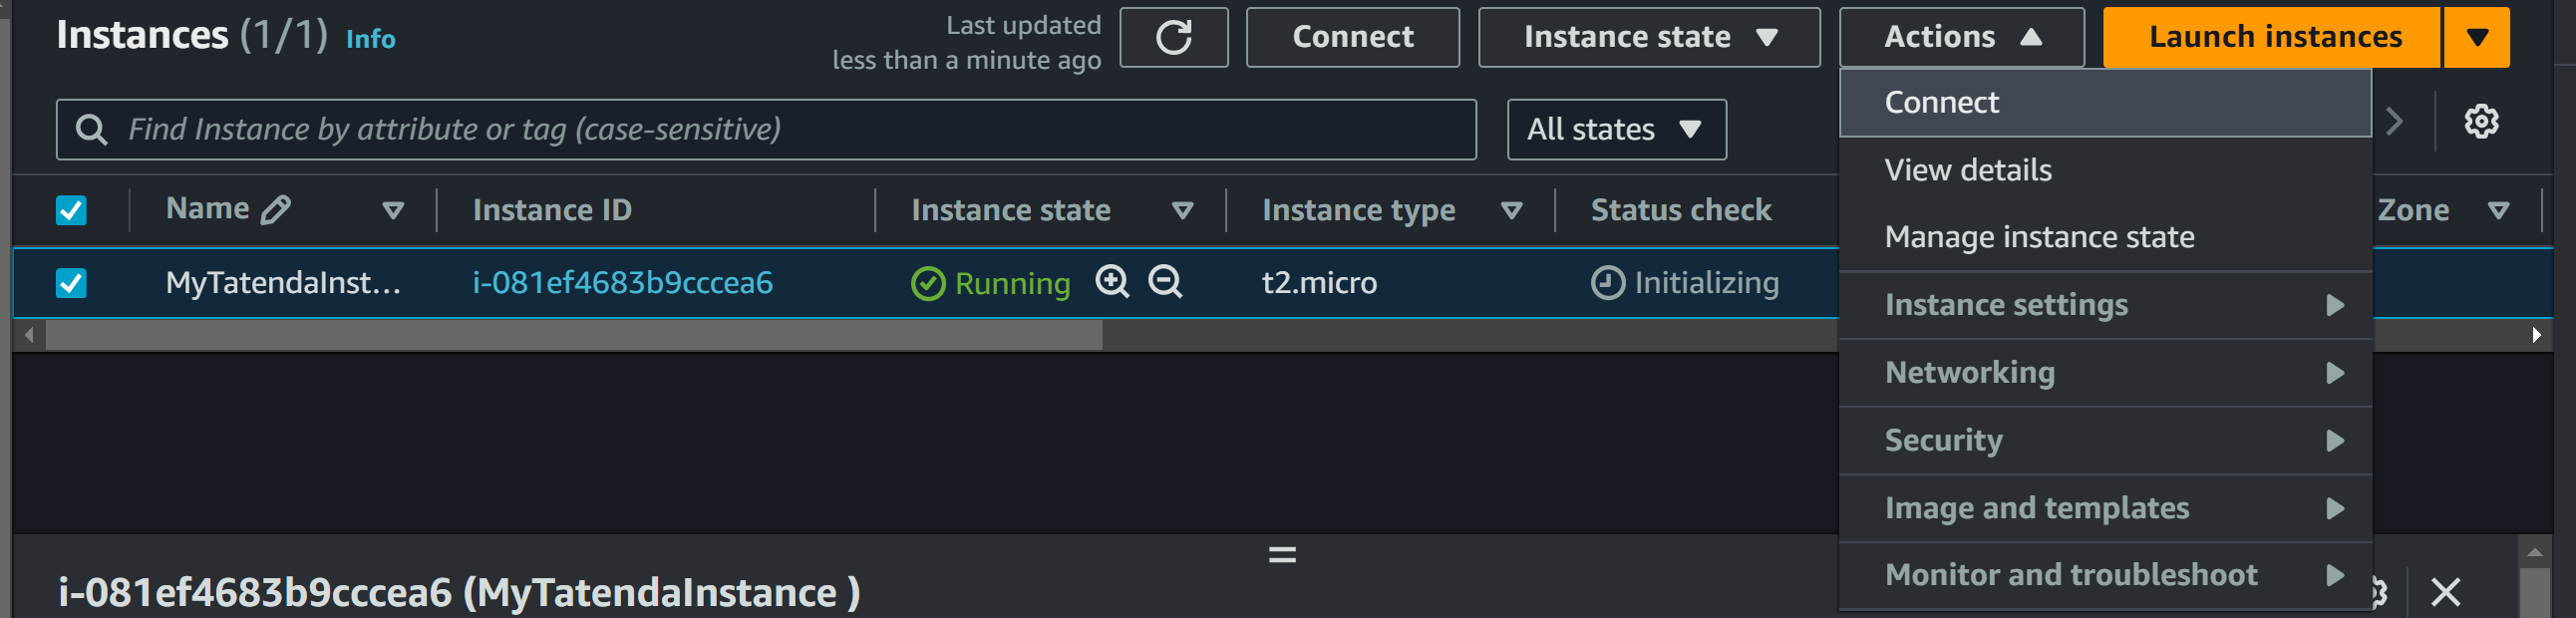 Instances (1/1) Info
Last updated
less than a minute ago
Connect
Instance state
Actions
Launch instances
Find Instance by attribute or tag (case-sensitive)
All states
Connect
View details
Manage instance state
Instance settings
Networking
Security
Image and templates
Monitor and troubleshoot
Name Instance ID Instance state Instance type Status check Zone
MyTatendaInst... i-081ef4683b9cccea6 Running t2.micro Initializing
i-081ef4683b9cccea6 (MyTatendaInstance )